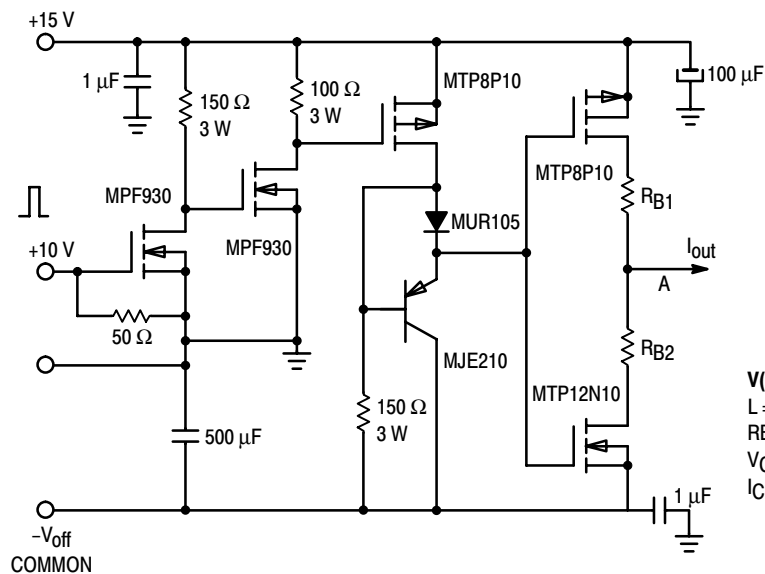 +15 V
1 μF
150 Ω
3 W
100 Ω
3 W
MTP8P10
100 μF
MPF930
MTP8P10
RB1
MUR105
+10 V
MPF930
Iout
A
50 Ω
RB2
MJE210
MTP12N10
500 μF
150 Ω
3 W
1 μF
–Voff
COMMON
V(
L =